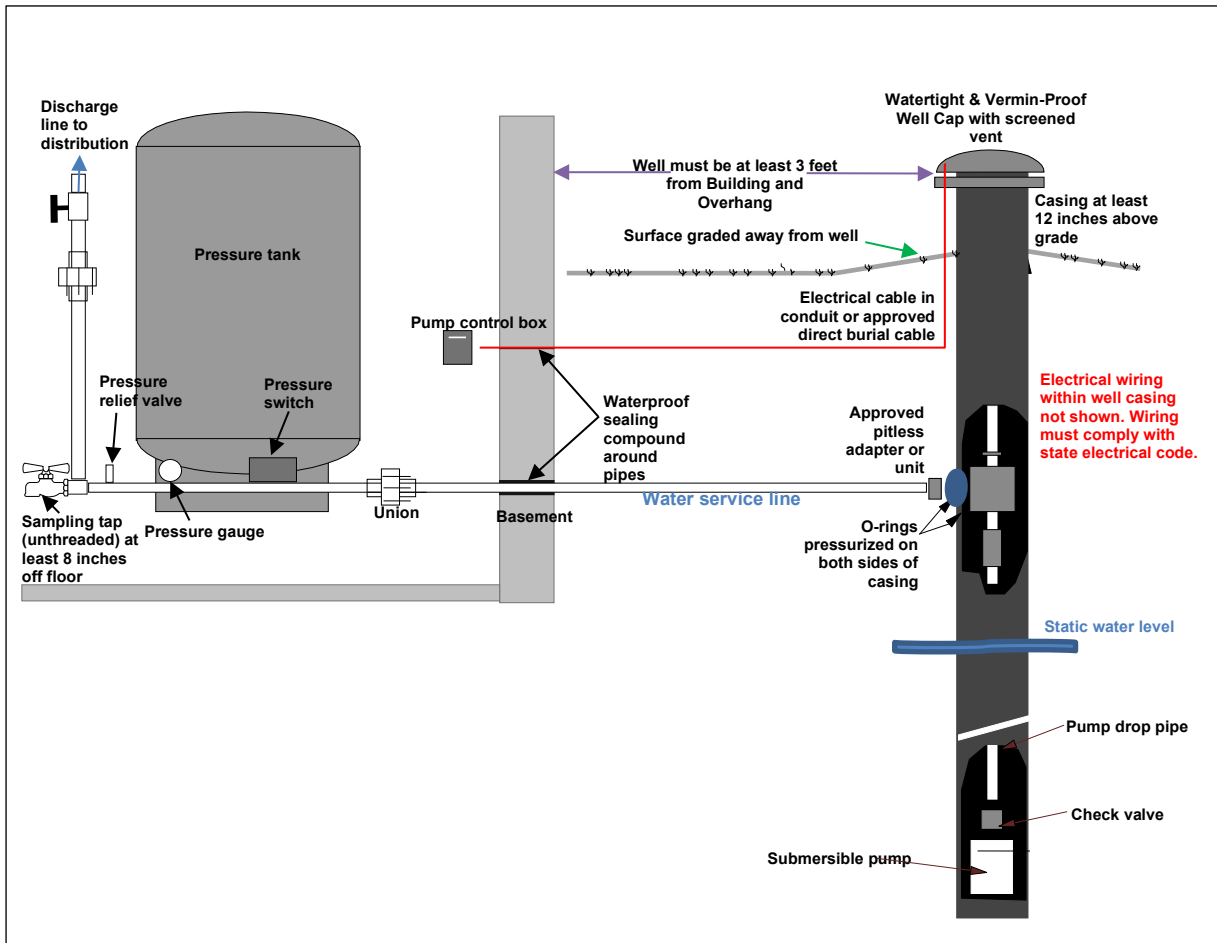 Discharge
line to
distribution
Watertight & Vermin-Proof
Well Cap with screened
vent
Well must be at least 3 feet
from Building and
Overhang
Casing at least
12 inches above
grade
Surface graded away from well
Pressure tank
Electrical cable in
conduit or approved
direct burial cable
Pump control box
Pressure
relief valve
Pressure
switch
Waterproof
sealing
compound
around
pipes
Approved
pitless
adapter or
unit
Electrical wiring
within well casing
not shown. Wiring
must comply with
state electrical code.
Water service line
Union
Basement
Sampling tap
(unthreaded) at
least 8 inches
off floor
Pressure gauge
O-rings
pressurized on
both sides of
casing
Static water level
Pump drop pipe
Check valve
Submersible pump